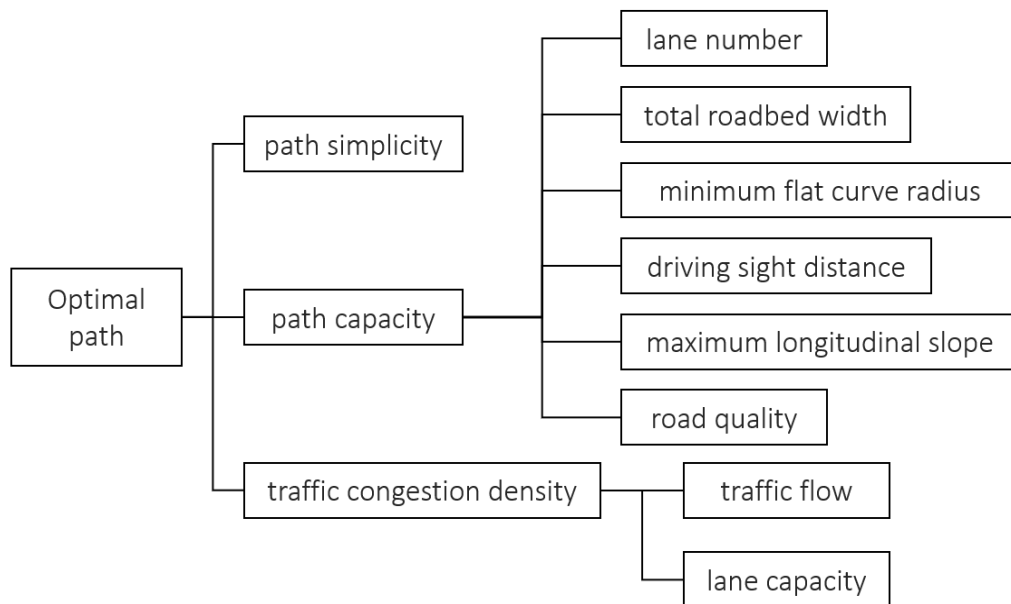 lane number
total roadbed width
path simplicity
minimum flat curve radius
driving sight distance
Optimal
path
path capacity
maximum longitudinal slope
road quality
traffic congestion density
traffic flow
lane capacity